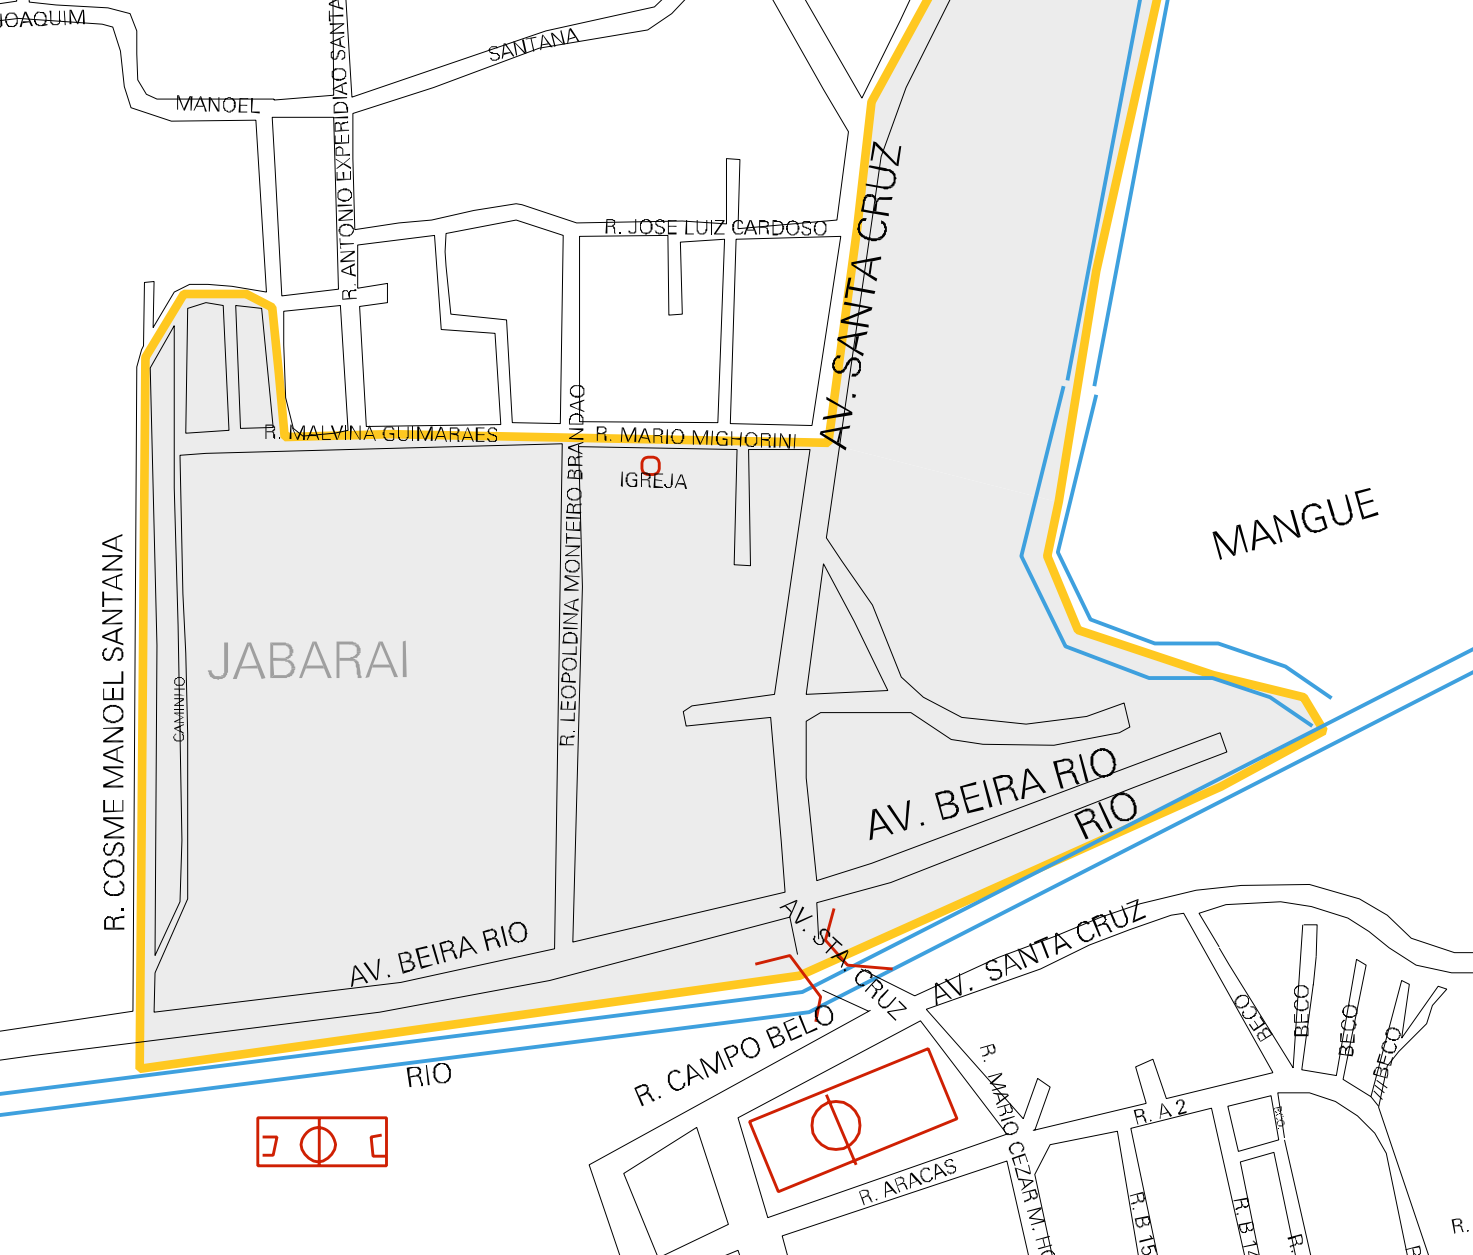 JOAQUIM
SANTANA
MANOEL
R. ANTONIO EXPERIDIAO SANTA
R. JOSE LUIZ CARDOSO
AV. SANTA CRUZ
R. MALVINA GUIMARAES
R. MARIO MIGHORINI
IGREJA
R. LEOPOLDINA MONTEIRO BRANDAO
MANGUE
R. COSME MANOEL SANTANA
JABARAI
CAMINHO
AV. BEIRA RIO
RIO
AV. BEIRA RIO
AV. STA. CRUZ
AV. SANTA CRUZ
R. CAMPO BELO
RIO
BECO
BECO
BECO
BECO
R. MARIO CEZAR M. HO
R. A 2
R. ARACAS
R. B 15
R. B 14
R.
R.